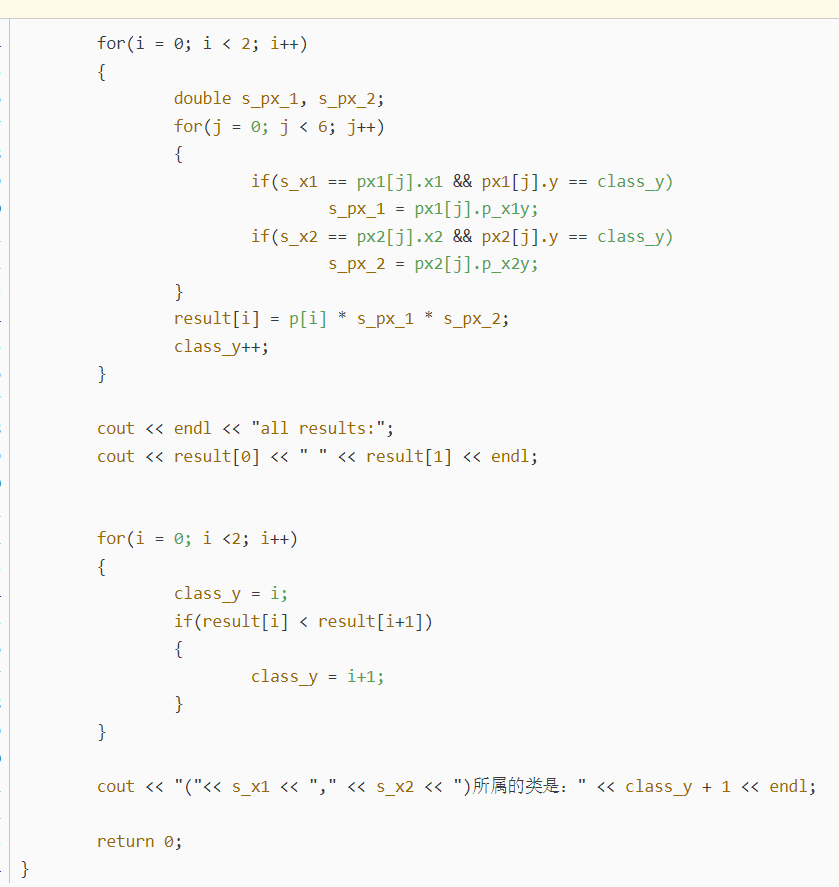 for(i = 0; i < 2; i++)
{
double s_px_1, s_px_2;
for(j = 0; j < 6; j++)
{
if(s_x1 == px1[j].x1 && px1[j].y == class_y)
s_px_1 = px1[j].p_x1y;
if(s_x2 == px2[j].x2 && px2[j].y == class_y)
s_px_2 = px2[j].p_x2y;
}
result[i] = p[i] * s_px_1 * s_px_2;
class_y++;
}
cout << endl << "all results:";
cout << result[0] << " " << result[1] << endl;
for(i = 0; i <2; i++)
{
class_y = i;
if(result[i] < result[i+1])
{
class_y = i+1;
}
}
cout << "("<< s_x1 << "," << s_x2 << ")所属的类是：" << class_y + 1 << endl;
return 0;
}